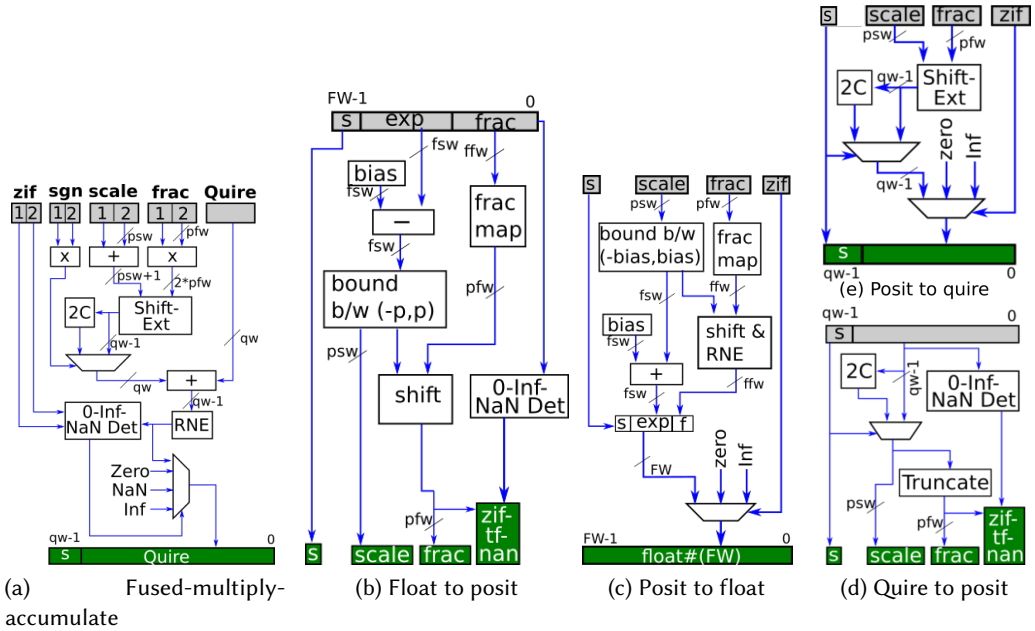 zif sgn scale frac Quire
1 2 1 2 1 2 1 2
psw pfw
x + x
psw+1 2*pfw
2C Shift-
Ext
qw-1
qw
qw
+
qw-1
0-Inf-
NaN Det
RNE
Zero
NaN
Inf
qw-1 0
s Quire
(a) Fused-multiply-
accumulate
FW-1 0
s exp frac
fsw ffw
bias
fsw
−
frac
map
fsw
bound
b/w (-p,p)
pfw
psw
shift
0-Inf-
NaN Det
pfw
zif-
tf-
nan
s scale frac
(b) Float to posit
s scale frac zif
psw pfw
bound b/w
(-bias,bias)
frac
map
fsw ffw
bias
fsw
shift &
RNE
+
fsw ffw
s exp f
FW
zero
Inf
FW-1 0
float#(FW)
(c) Posit to float
s scale frac zif
psw pfw
2C
qw-1
Shift-
Ext
zero
Inf
qw-1
s
qw-1 0
(e) Posit to quire
qw-1 0
s
2C
qw-1
0-Inf-
NaN Det
Truncate
psw
pfw
zif-
tf-
nan
s scale frac
(d) Quire to posit